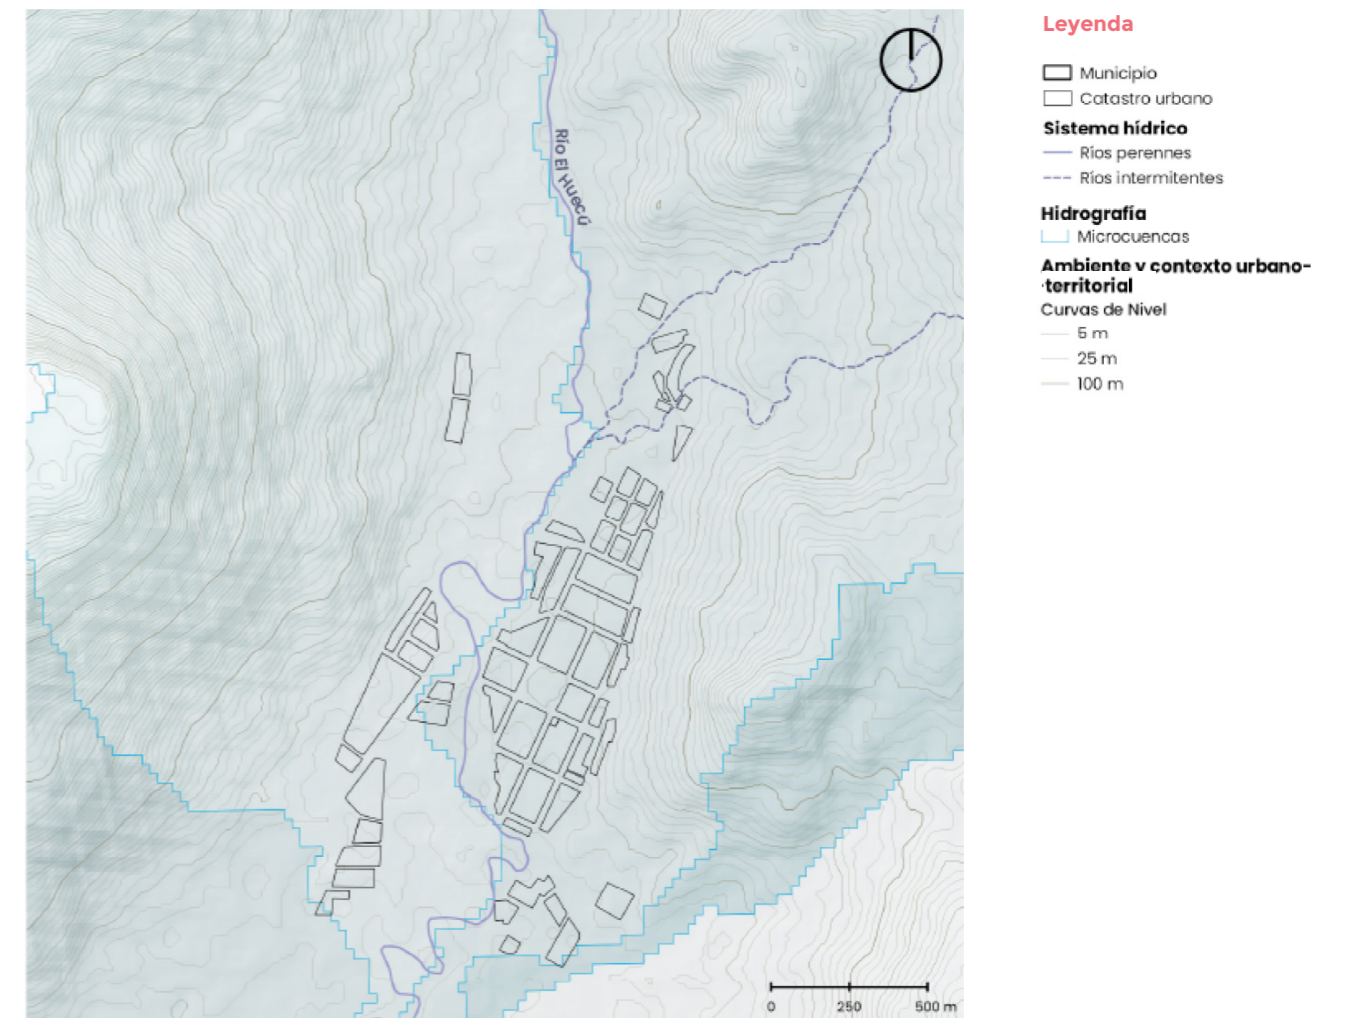 Río El Huecú
0
250
500 m
Leyenda
Municipio
Catastro urbano
Sistema hídrico
Ríos perennes
Ríos intermitentes
Hidrografía
Microcuencas
Ambiente y contexto urbano-
territorial
Curvas de Nivel
5 m
25 m
100 m